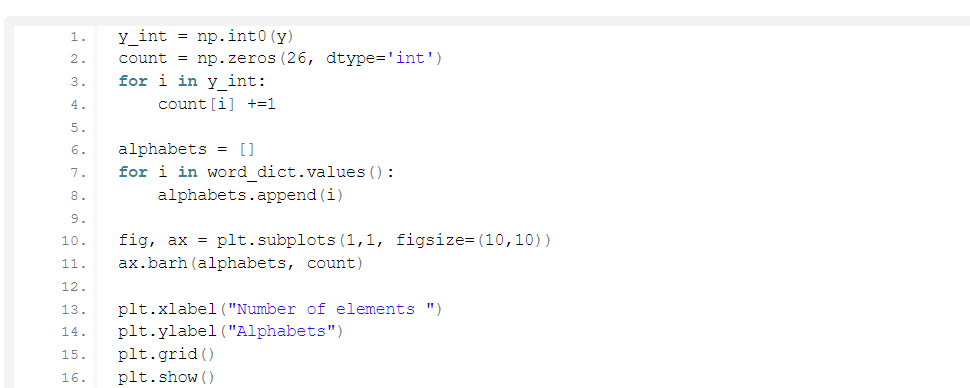 1. y_int = np.int0(y)
2. count = np.zeros(26, dtype='int')
3. for i in y_int:
4.     count[i] +=1
5.
6. alphabets = []
7. for i in word_dict.values():
8.     alphabets.append(i)
9.
10. fig, ax = plt.subplots(1,1, figsize=(10,10))
11. ax.barh(alphabets, count)
12.
13. plt.xlabel("Number of elements ")
14. plt.ylabel("Alphabets")
15. plt.grid()
16. plt.show()